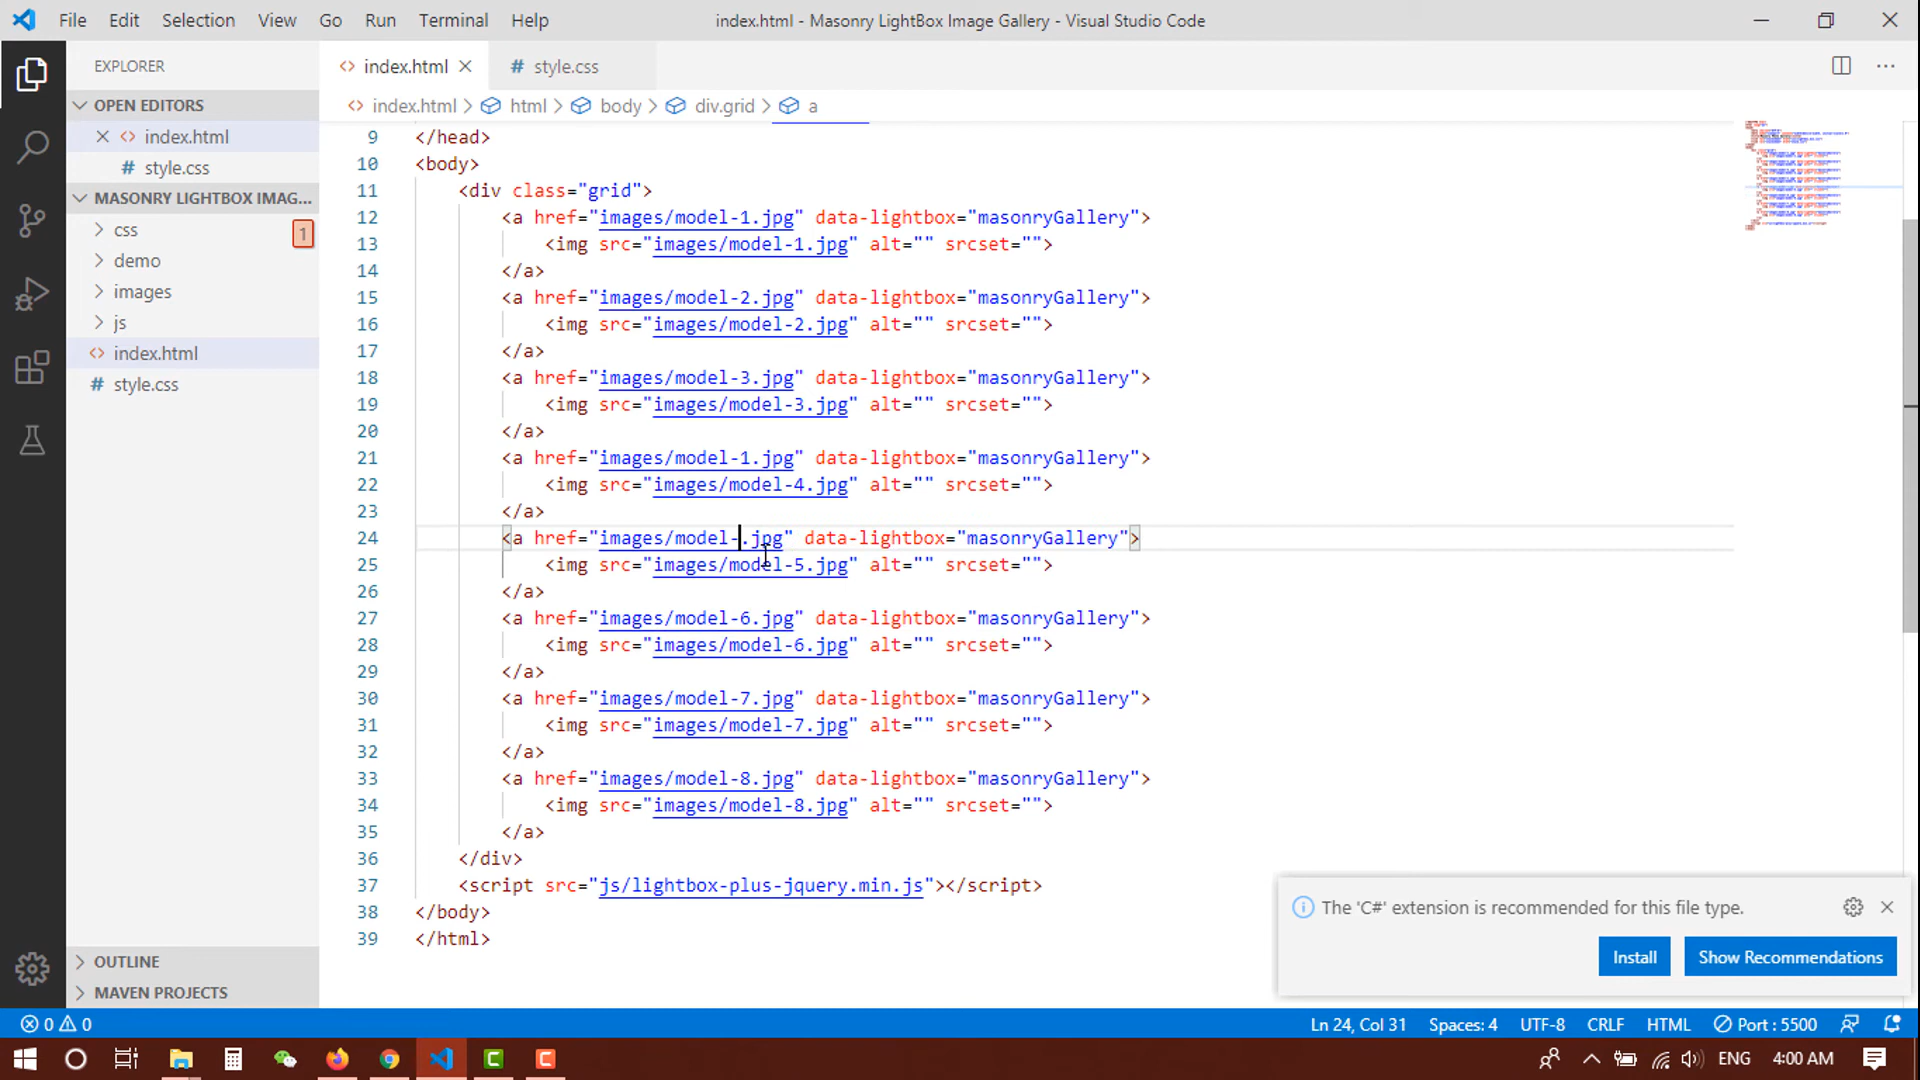 File Edit Selection View Go Run Terminal Help
index.html - Masonry LightBox Image Gallery - Visual Studio Code
EXPLORER
OPEN EDITORS
index.html
style.css
MASONRY LIGHTBOX IMAG...
css
1
demo
images
js
index.html
style.css
OUTLINE
MAVEN PROJECTS
index.html
style.css
index.html > html > body > div.grid > a
9 </head>
10 <body>
11 <div class="grid">
12 <a href="images/model-1.jpg" data-lightbox="masonryGallery">
13 <img src="images/model-1.jpg" alt="" srcset="">
14 </a>
15 <a href="images/model-2.jpg" data-lightbox="masonryGallery">
16 <img src="images/model-2.jpg" alt="" srcset="">
17 </a>
18 <a href="images/model-3.jpg" data-lightbox="masonryGallery">
19 <img src="images/model-3.jpg" alt="" srcset="">
20 </a>
21 <a href="images/model-1.jpg" data-lightbox="masonryGallery">
22 <img src="images/model-4.jpg" alt="" srcset="">
23 </a>
24 <a href="images/model-.jpg" data-lightbox="masonryGallery">
25 <img src="images/model-5.jpg" alt="" srcset="">
26 </a>
27 <a href="images/model-6.jpg" data-lightbox="masonryGallery">
28 <img src="images/model-6.jpg" alt="" srcset="">
29 </a>
30 <a href="images/model-7.jpg" data-lightbox="masonryGallery">
31 <img src="images/model-7.jpg" alt="" srcset="">
32 </a>
33 <a href="images/model-8.jpg" data-lightbox="masonryGallery">
34 <img src="images/model-8.jpg" alt="" srcset="">
35 </a>
36 </div>
37 <script src="js/lightbox-plus-jquery.min.js"></script>
38 </body>
39 </html>
The 'C#' extension is recommended for this file type.
Install
Show Recommendations
0 0
Ln 24, Col 31 Spaces: 4 UTF-8 CRLF HTML Port : 5500
ENG 4:00 AM